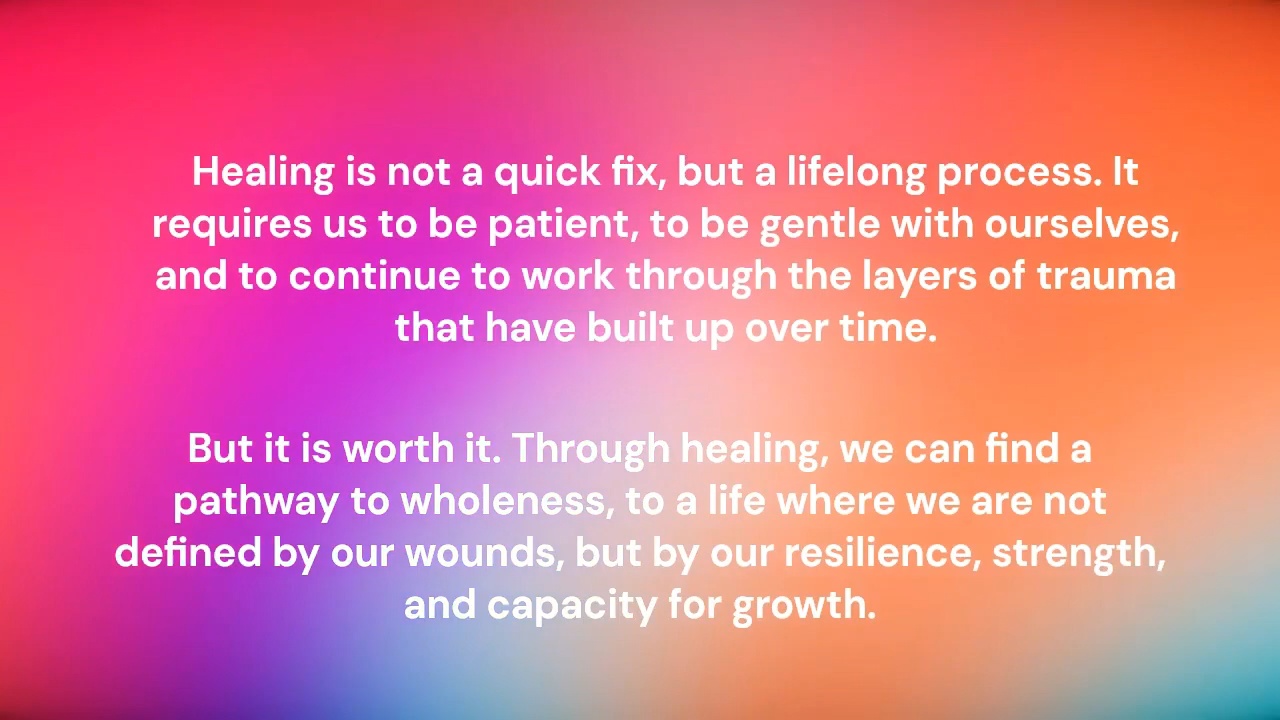 Healing is not a quick fix, but a lifelong process. It
requires us to be patient, to be gentle with ourselves,
and to continue to work through the layers of trauma
that have built up over time.
But it is worth it. Through healing, we can find a
pathway to wholeness, to a life where we are not
defined by our wounds, but by our resilience, strength,
and capacity for growth.